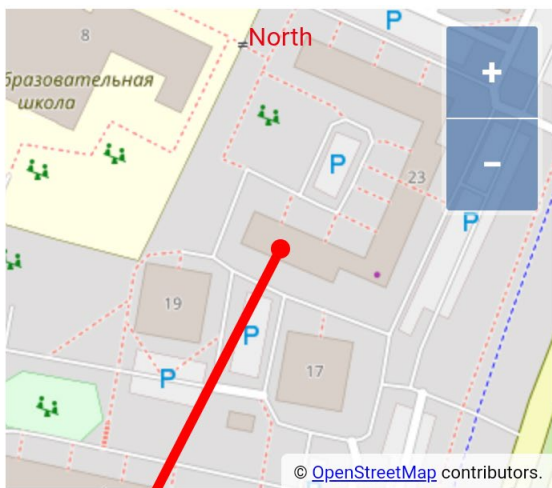 P
8
North
бразовательная
школа
+
P
23
−
P
19
P
17
P
© OpenStreetMap contributors.